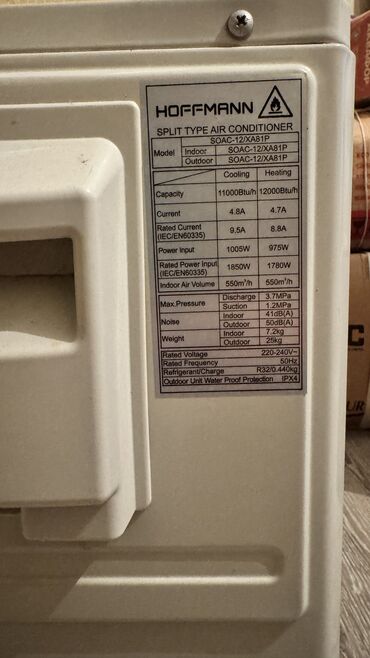 HOFFMANN
SPLIT TYPE AIR CONDITIONER
Model SOAC-12/XA81P
Indoor SOAC-12/XA81P
Outdoor SOAC-12/XA81P
Cooling Heating
Capacity 11000Btu/h 12000Btu/h
Current 4.8A 4.7A
Rated Current (IEC/EN60335) 9.5A 8.8A
Power Input 1005W 975W
Rated Power Input (IEC/EN60335) 1850W 1780W
Indoor Air Volume 550m³/h 550m³/h
Max.Pressure Discharge 3.7MPa
Suction 1.2MPa
Noise Indoor 41dB(A)
Outdoor 50dB(A)
Weight Indoor 7.2kg
Outdoor 25kg
Rated Voltage 220-240V~
Rated Frequency 50Hz
Refrigerant/Charge R32/0.440kg
Outdoor Unit Water Proof Protection IPX4